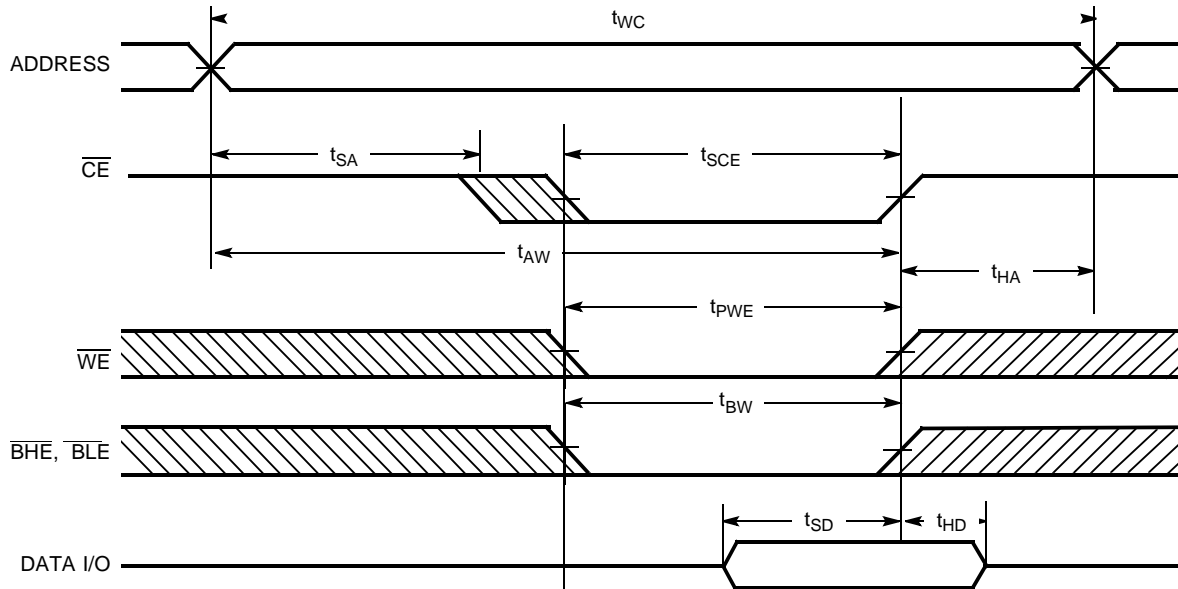 tWC
ADDRESS
tSA
tSCE
CE
tAW
tHA
tPWE
WE
tBW
BHE, BLE
tSD
tHD
DATA I/O